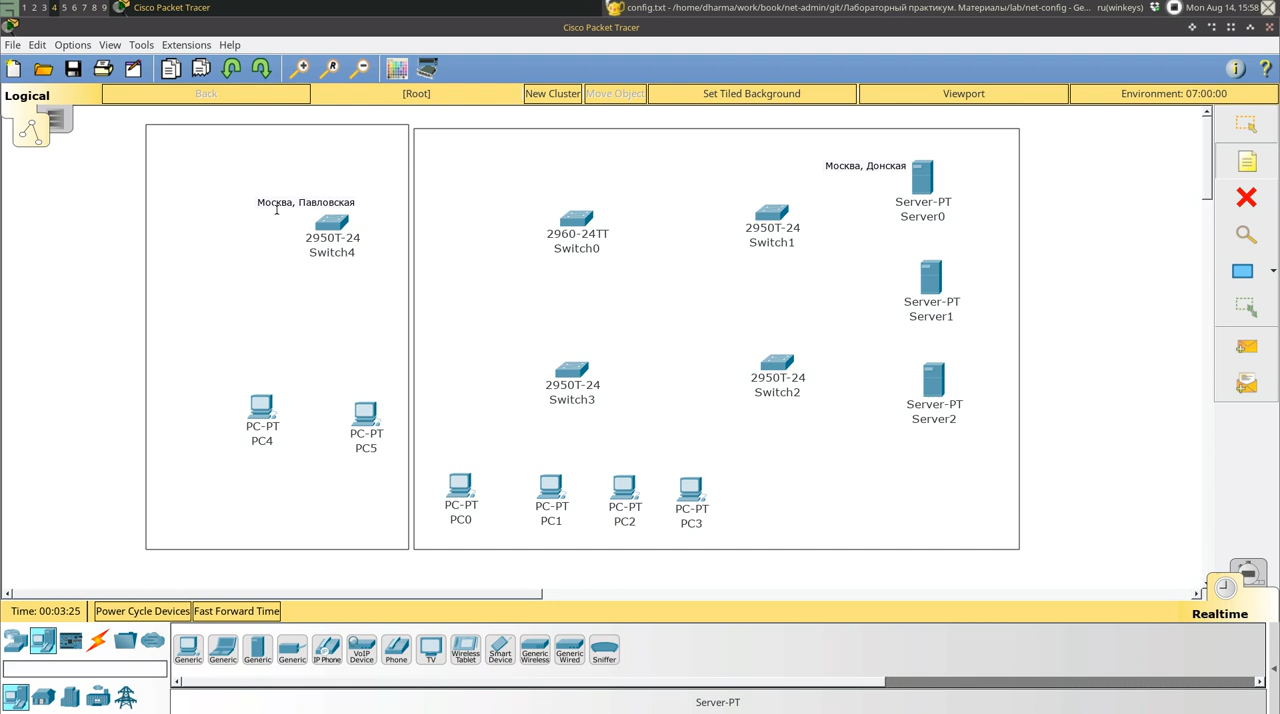 1 2 3 4 5 6 7 8 9
Cisco Packet Tracer
config.txt - /home/dharma/work/book/net-admin/git/Лабораторный практикум. Материалы/lab/net-config - Ge...
ru(winkeys)
Mon Aug 14, 15:58
Cisco Packet Tracer
File Edit Options View Tools Extensions Help
Logical
Back
[Root]
New Cluster
Move Object
Set Tiled Background
Viewport
Environment: 07:00:00
Москва, Донская
Server-PT
Server0
Москва, Павловская
2950T-24
Switch4
2960-24TT
Switch0
2950T-24
Switch1
Server-PT
Server1
2950T-24
Switch3
2950T-24
Switch2
Server-PT
Server2
PC-PT
PC4
PC-PT
PC5
PC-PT
PC0
PC-PT
PC1
PC-PT
PC2
PC-PT
PC3
Time: 00:03:25
Power Cycle Devices
Fast Forward Time
Realtime
Generic
Generic
Generic
Generic
IP Phone
VoIP
Device
Phone
TV
Wireless
Tablet
Smart
Device
Generic
Wireless
Generic
Wired
Sniffer
Server-PT